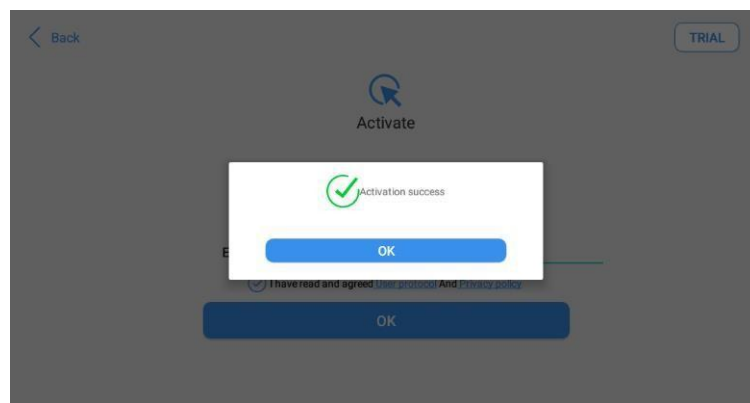 Back
TRIAL
Activate
Activation success
OK
I have read and agreed User protocol And Privacy policy
OK